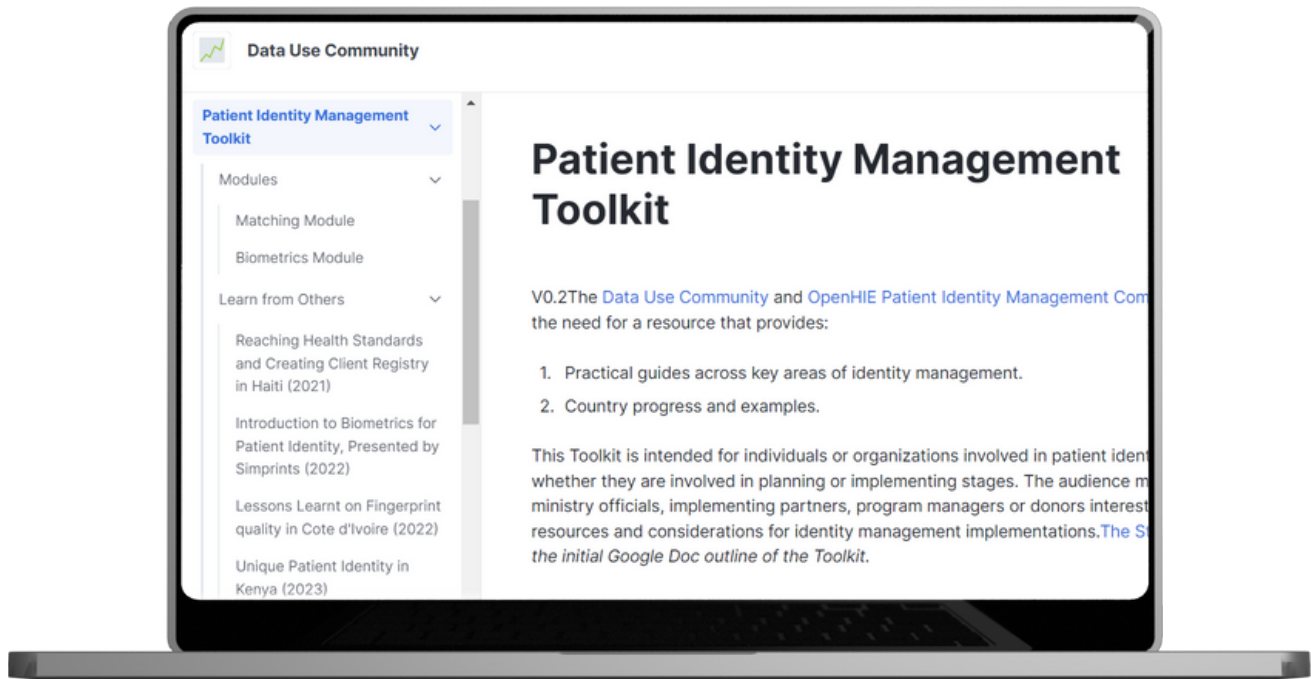 Data Use Community
Patient Identity Management
Toolkit
Modules
Matching Module
Biometrics Module
Learn from Others
Reaching Health Standards
and Creating Client Registry
in Haiti (2021)
Introduction to Biometrics for
Patient Identity, Presented by
Simprints (2022)
Lessons Learnt on Fingerprint
quality in Cote d'Ivoire (2022)
Unique Patient Identity in
Kenya (2023)
Patient Identity Management
Toolkit
V0.2The Data Use Community and OpenHIE Patient Identity Management Com
the need for a resource that provides:
1. Practical guides across key areas of identity management.
2. Country progress and examples.
This Toolkit is intended for individuals or organizations involved in patient ident
whether they are involved in planning or implementing stages. The audience m
ministry officials, implementing partners, program managers or donors interest
resources and considerations for identity management implementations.The S
the initial Google Doc outline of the Toolkit.